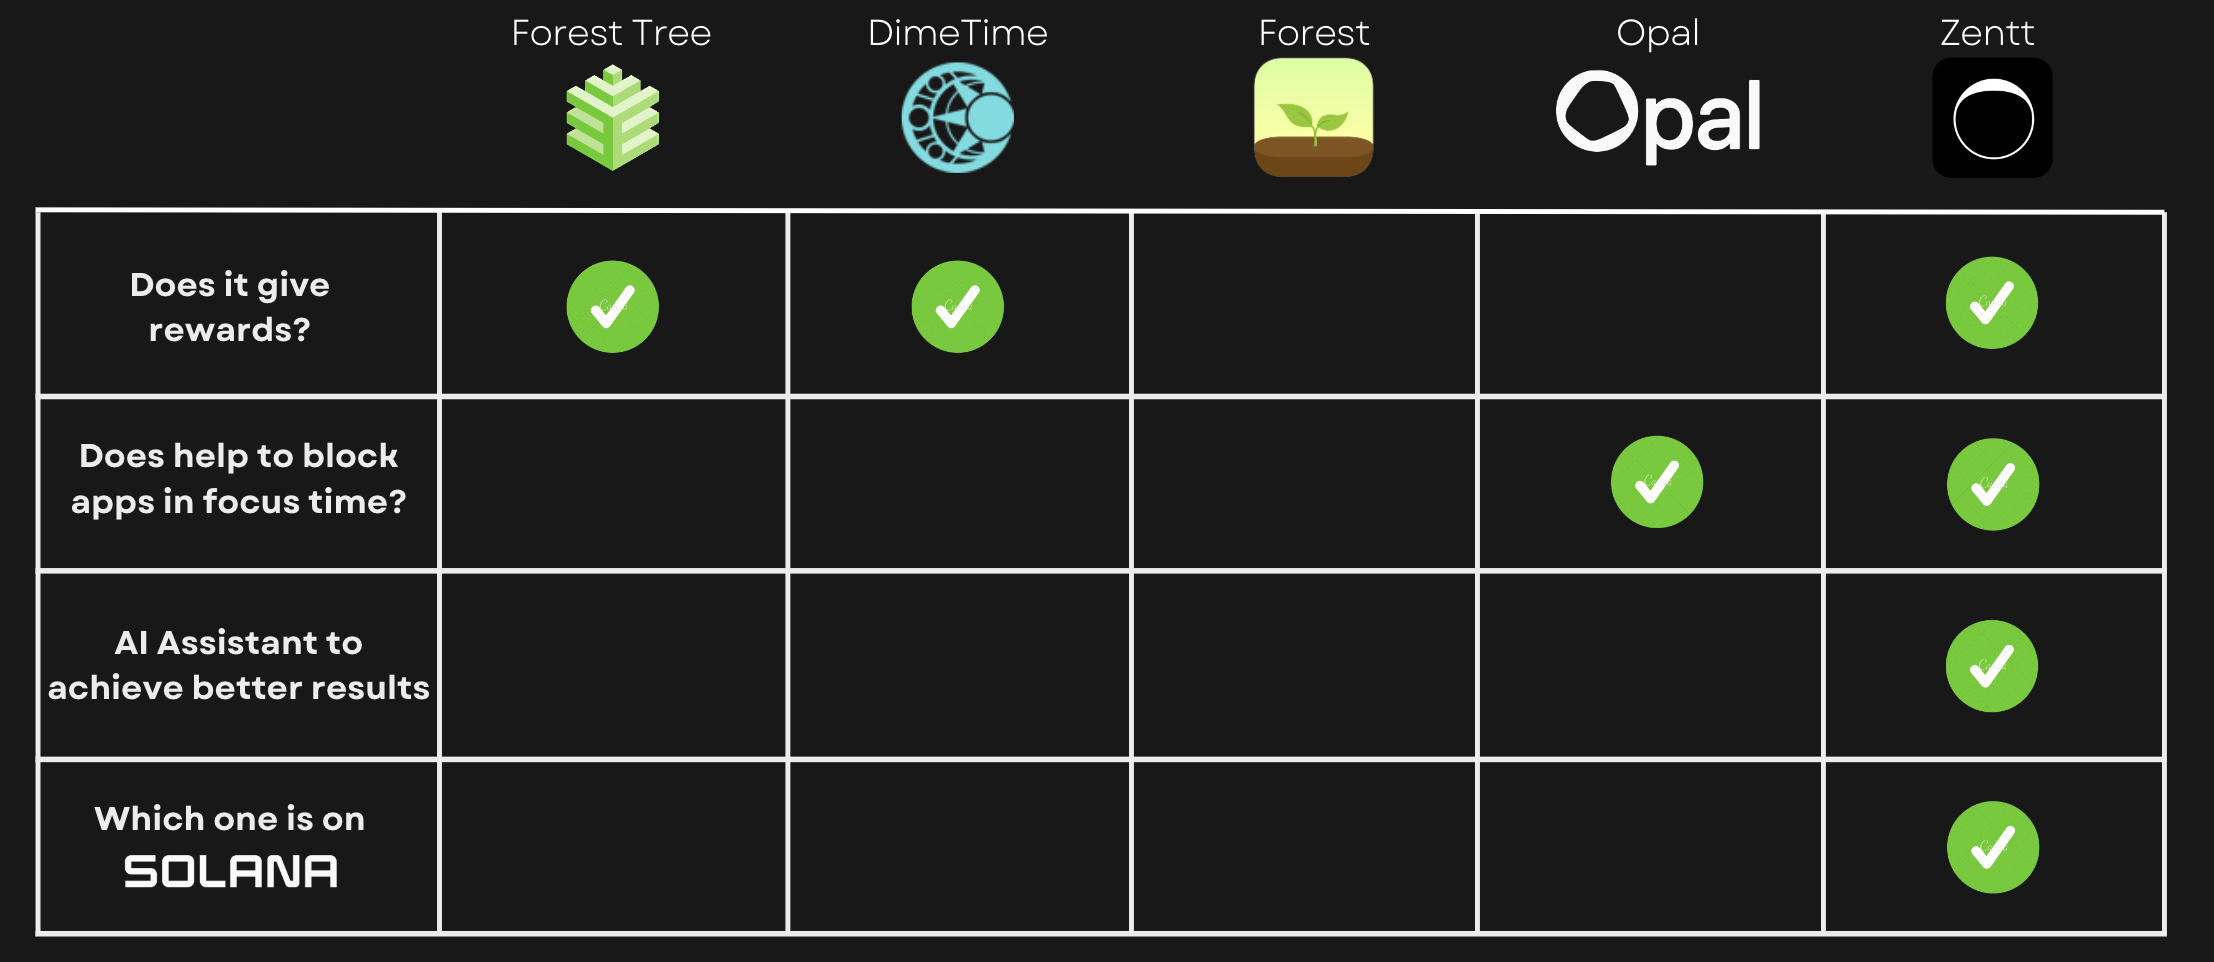 Forest Tree
DimeTime
Forest
Opal
Zentt
Opal
Does it give
rewards?
Does help to block
apps in focus time?
AI Assistant to
achieve better results
Which one is on
SOLANA